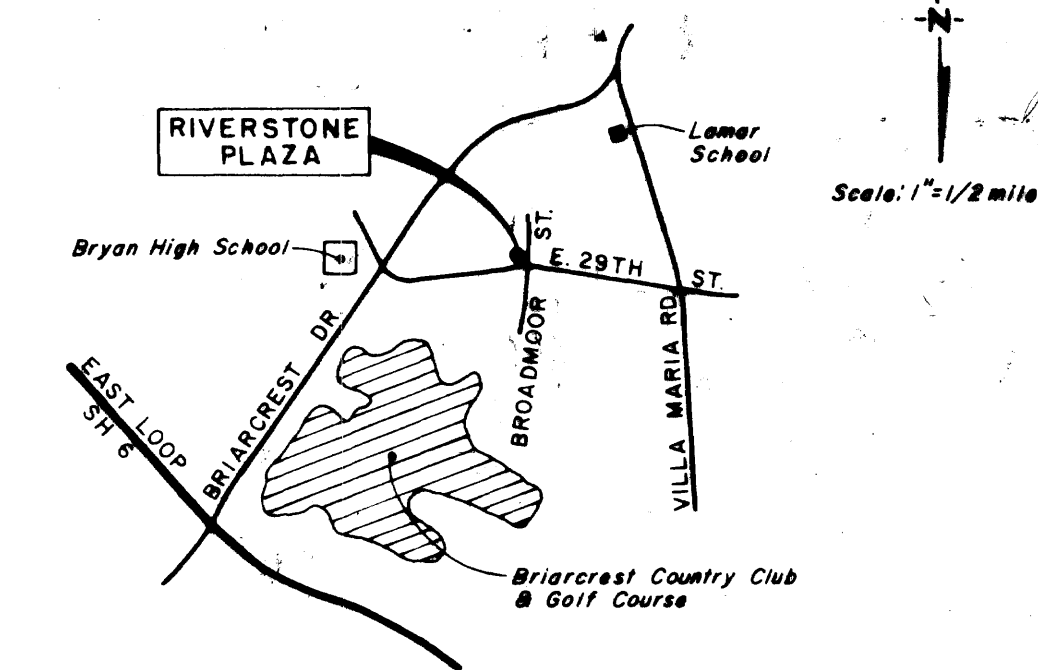 N
RIVERSTONE
PLAZA
Lamar
School
Scale: 1"=1/2 mile
Bryan High School
E. 29TH ST.
BROADMOOR ST.
BRIARCREST DR.
VILLA MARIA RD.
EAST LOOP
SH 6
Briarcrest Country Club
& Golf Course